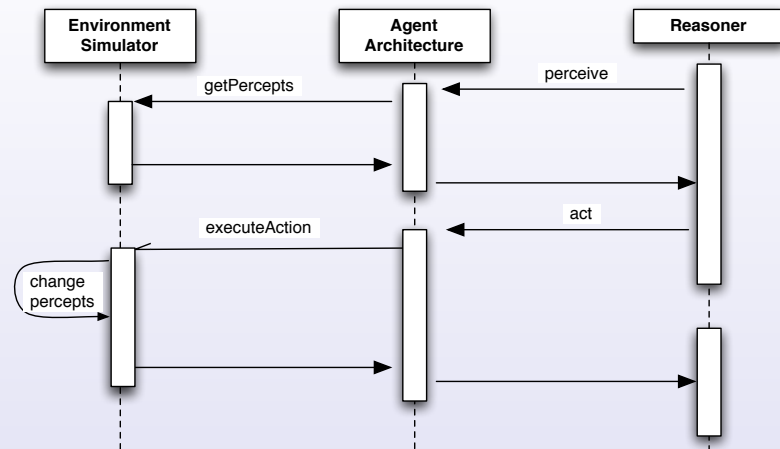 Environment
Simulator
Agent
Architecture
Reasoner
getPercepts
perceive
executeAction
act
change
percepts